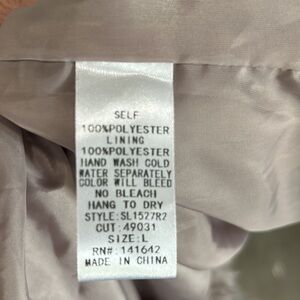 SELF
100%POLYESTER
LINING
100%POLYESTER
HAND WASH COLD
WATER SEPARATELY
COLOR WILL BLEED
NO BLEACH
HANG TO DRY
STYLE:SL1527R2
CUT:49031
SIZE:L
RN#:141642
MADE IN CHINA